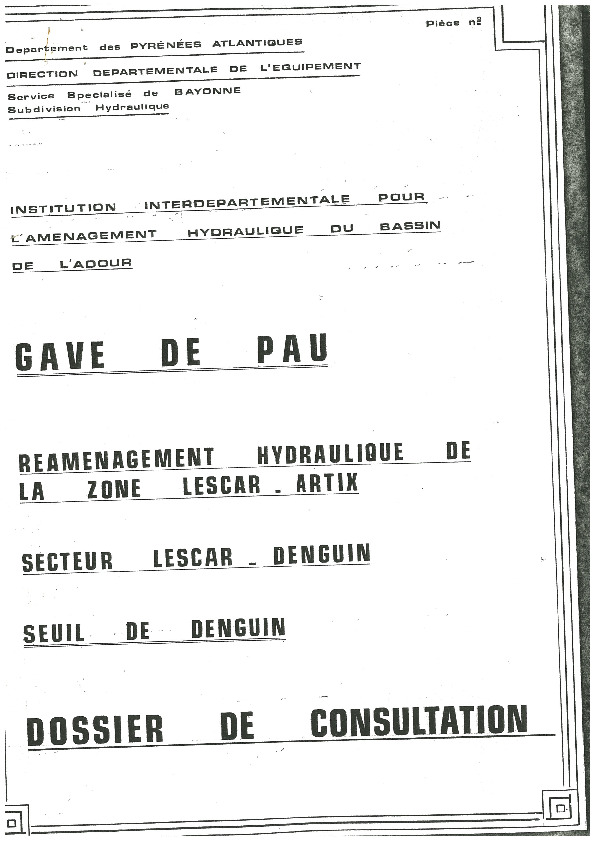 Pièce nº
Departement des PYRÉNÉES ATLANTIQUES
DIRECTION DEPARTEMENTALE DE L'EQUIPEMENT
Service Specialisé de BAYONNE
Subdivision Hydraulique
INSTITUTION INTERDEPARTEMENTALE POUR
L'AMENAGEMENT HYDRAULIQUE DU BASSIN
DE L'ADOUR
GAVE DE PAU
REAMENAGEMENT HYDRAULIQUE DE
LA ZONE LESCAR _ ARTIX
SECTEUR LESCAR _ DENGUIN
SEUIL DE DENGUIN
DOSSIER DE CONSULTATION